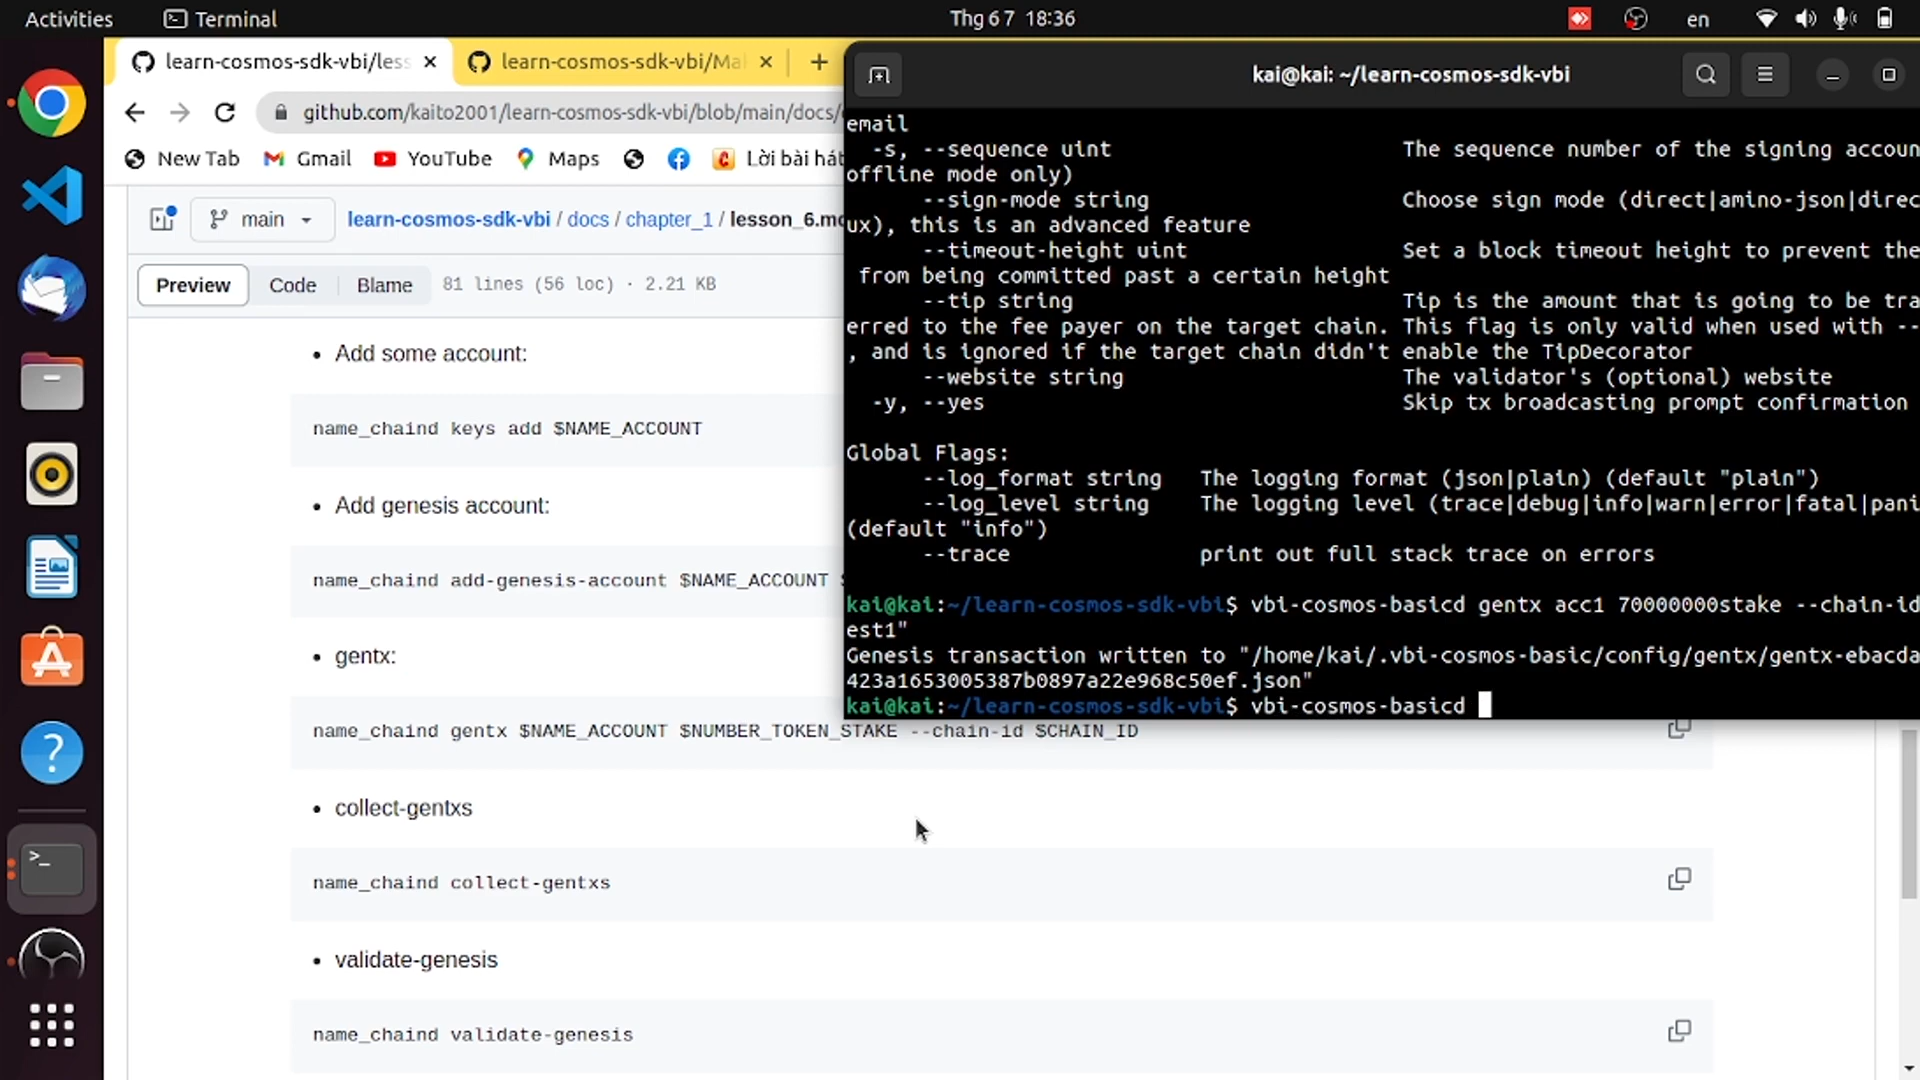 Activities
Terminal
Thg 6 7 18:36
en
learn-cosmos-sdk-vbi/less
learn-cosmos-sdk-vbi/Mal
github.com/kaito2001/learn-cosmos-sdk-vbi/blob/main/docs/
New Tab
Gmail
YouTube
Maps
Lời bài hát
main
learn-cosmos-sdk-vbi / docs / chapter_1 / lesson_6.md
Preview
Code
Blame
81 lines (56 loc) · 2.21 KB
• Add some account:
name_chaind keys add $NAME_ACCOUNT
• Add genesis account:
name_chaind add-genesis-account $NAME_ACCOUNT $
• gentx:
name_chaind gentx $NAME_ACCOUNT $NUMBER_TOKEN_STAKE --chain-id $CHAIN_ID
• collect-gentxs
name_chaind collect-gentxs
• validate-genesis
name_chaind validate-genesis
kai@kai: ~/learn-cosmos-sdk-vbi
email
-s, --sequence uint The sequence number of the signing accoun
offline mode only)
--sign-mode string Choose sign mode (direct|amino-json|direc
ux), this is an advanced feature
--timeout-height uint Set a block timeout height to prevent the
from being committed past a certain height
--tip string Tip is the amount that is going to be tra
erred to the fee payer on the target chain. This flag is only valid when used with --
, and is ignored if the target chain didn't enable the TipDecorator
--website string The validator's (optional) website
-y, --yes Skip tx broadcasting prompt confirmation
Global Flags:
--log_format string The logging format (json|plain) (default "plain")
--log_level string The logging level (trace|debug|info|warn|error|fatal|pani
(default "info")
--trace print out full stack trace on errors
kai@kai:~/learn-cosmos-sdk-vbi$ vbi-cosmos-basicd gentx acc1 70000000stake --chain-id
est1"
Genesis transaction written to "/home/kai/.vbi-cosmos-basic/config/gentx/gentx-ebacda
423a1653005387b0897a22e968c50ef.json"
kai@kai:~/learn-cosmos-sdk-vbi$ vbi-cosmos-basicd